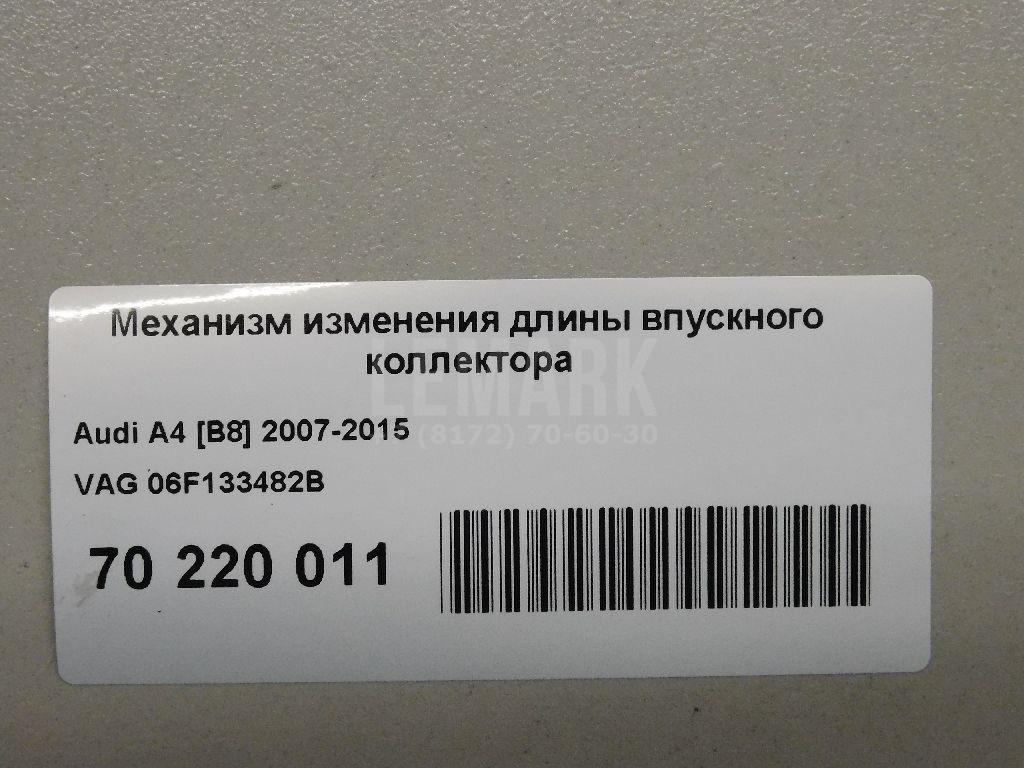 Механизм изменения длины впускного
коллектора
LEMARK
(8172) 70-60-30
Audi A4 [B8] 2007-2015
VAG 06F133482B
70 220 011